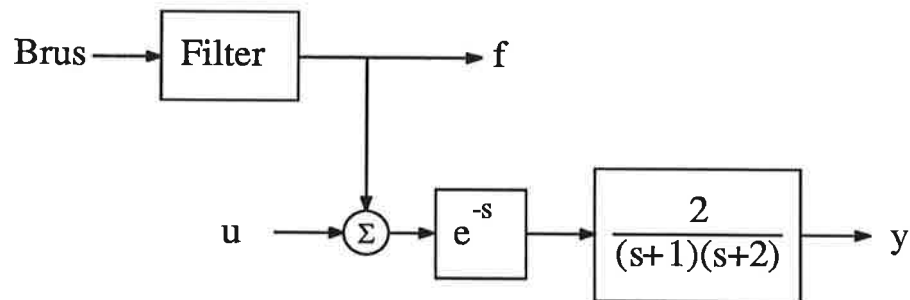 Brus
Filter
f
u
Σ
e^{-s}
2
(s+1)(s+2)
y